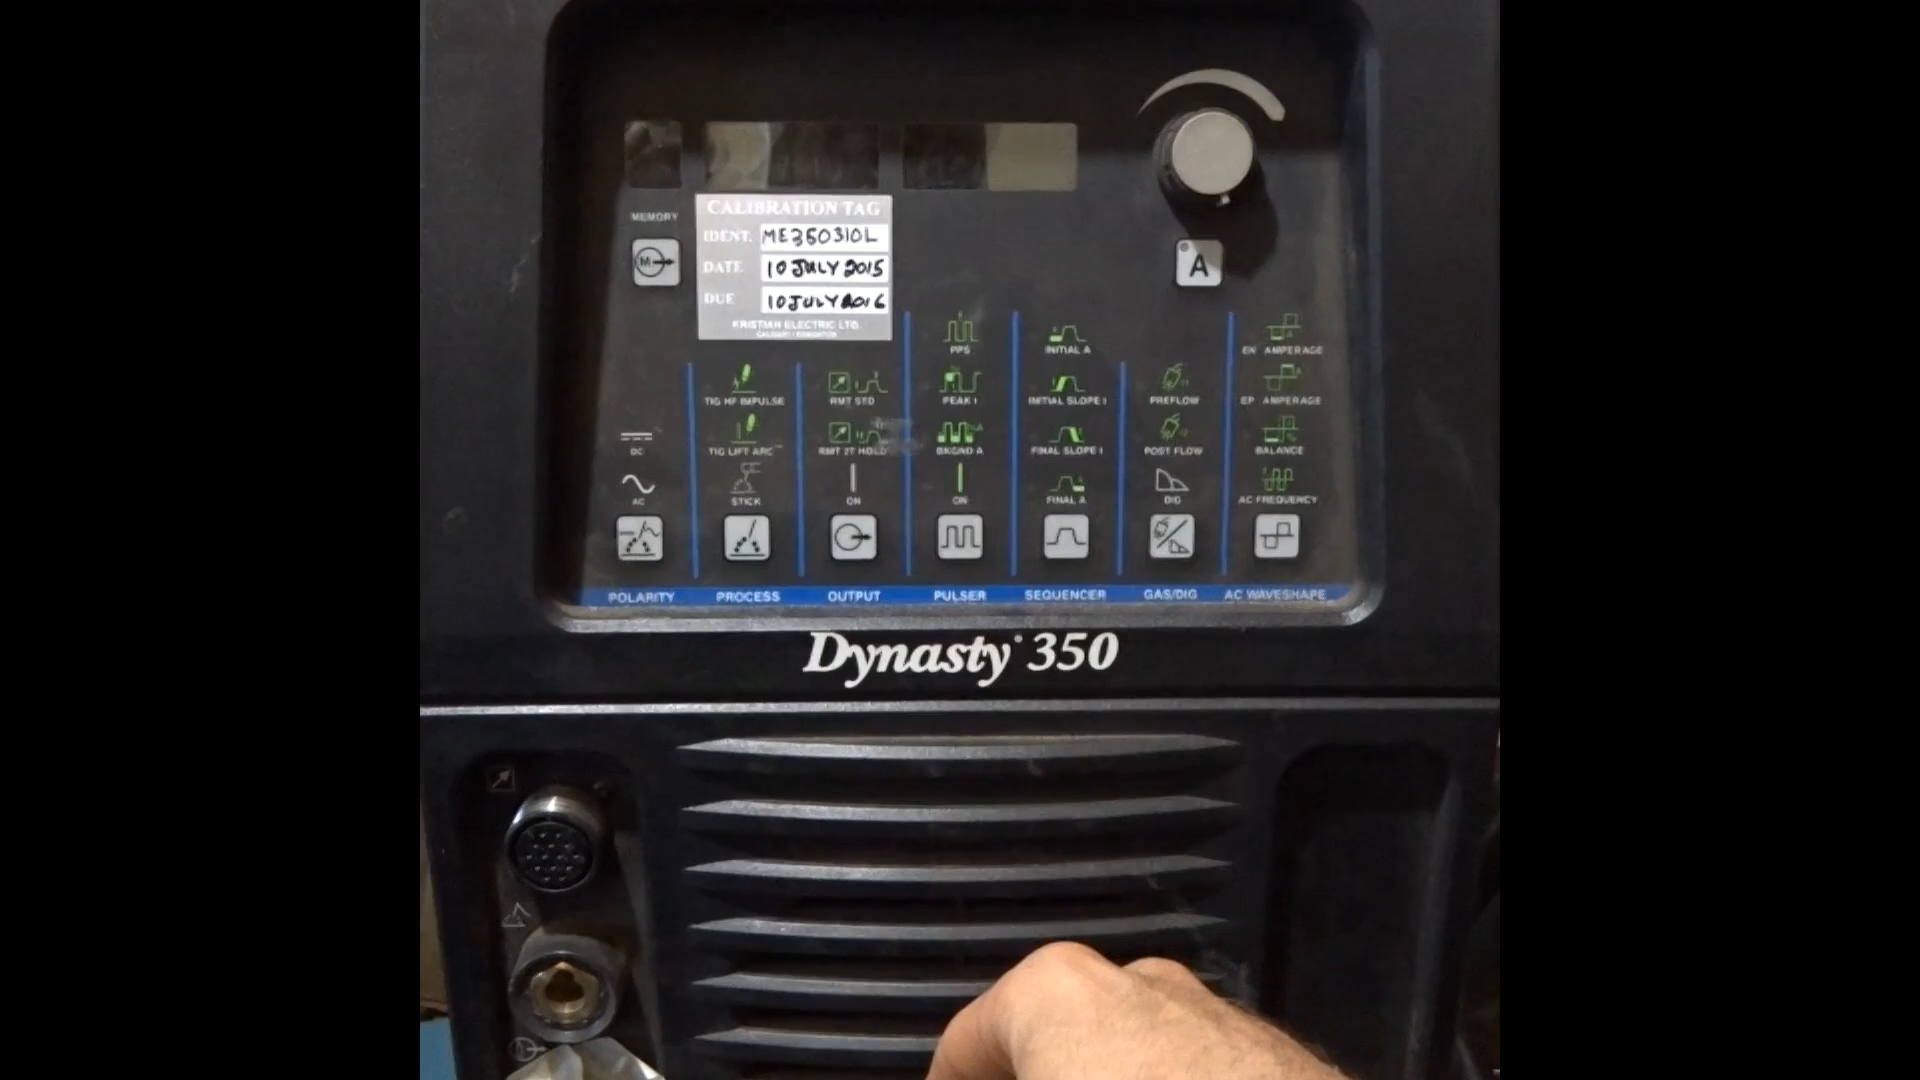 MEMORY
M
CALIBRATION TAG
IDENT. ME350310L
DATE 10 JULY 2015
DUE 10 JULY 2016
KRISTIAN ELECTRIC LTD.
CALGARY / EDMONTON
A
PPS
INITIAL A
EN AMPERAGE
TIG HF IMPULSE
RMT STD
PEAK t
INITIAL SLOPE t
PREFLOW
EP AMPERAGE
DC
TIG LIFT ARC™
RMT 2T HOLD
BKGND A
FINAL SLOPE t
POST FLOW
BALANCE
AC
STICK
ON
ON
FINAL A
DIG
AC FREQUENCY
POLARITY
PROCESS
OUTPUT
PULSER
SEQUENCER
GAS/DIG
AC WAVESHAPE
Dynasty® 350